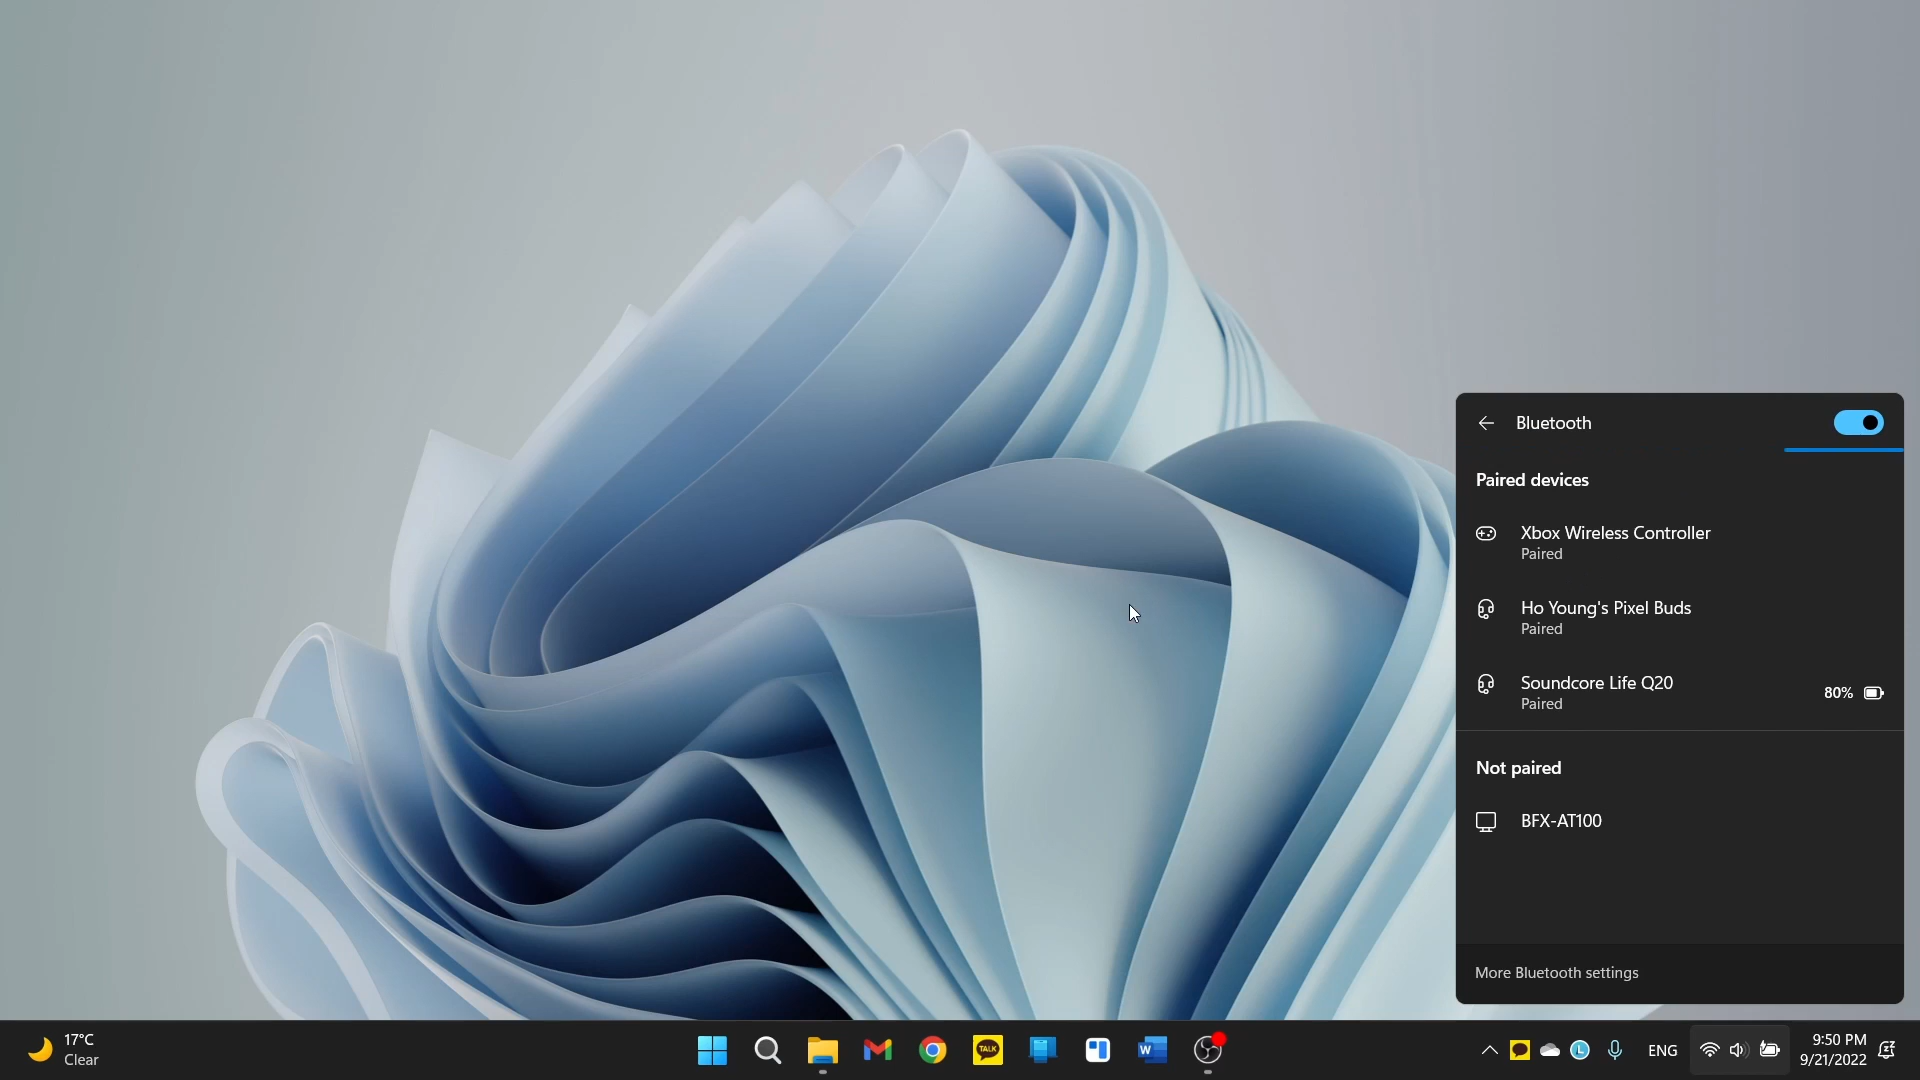 Bluetooth
Paired devices
Xbox Wireless Controller
Paired
Ho Young's Pixel Buds
Paired
Soundcore Life Q20
Paired
80%
Not paired
BFX-AT100
More Bluetooth settings
17°C
Clear
TALK
W
L
ENG
9:50 PM
9/21/2022